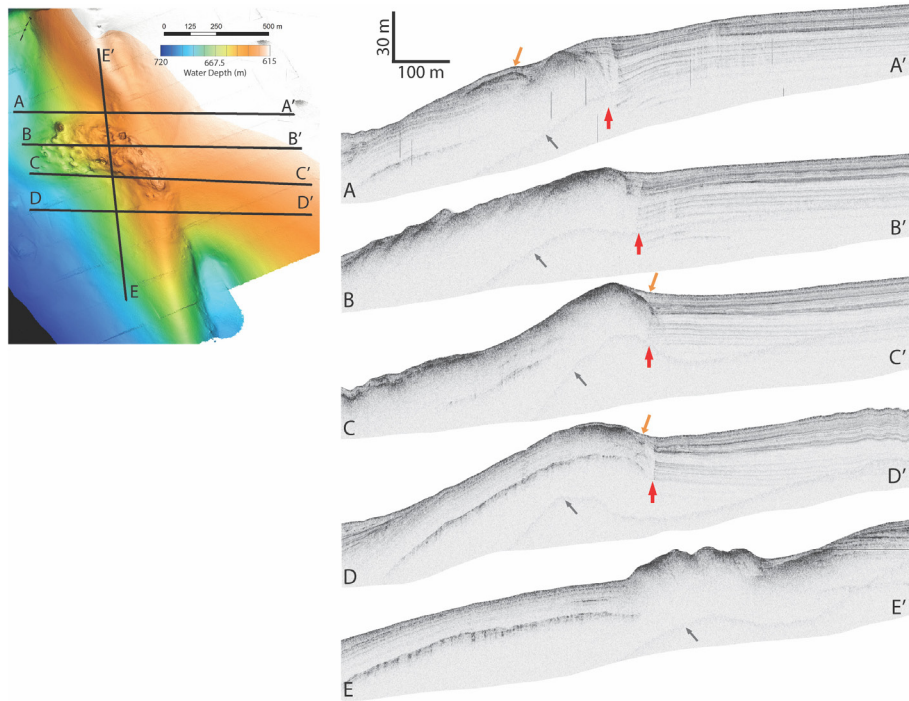 0 125 250 500 m
720 667.5 615
Water Depth (m)
E'
A A'
B B'
C C'
D D'
E
30 m
100 m
A'
A
B'
B
C'
C
D'
D
E'
E